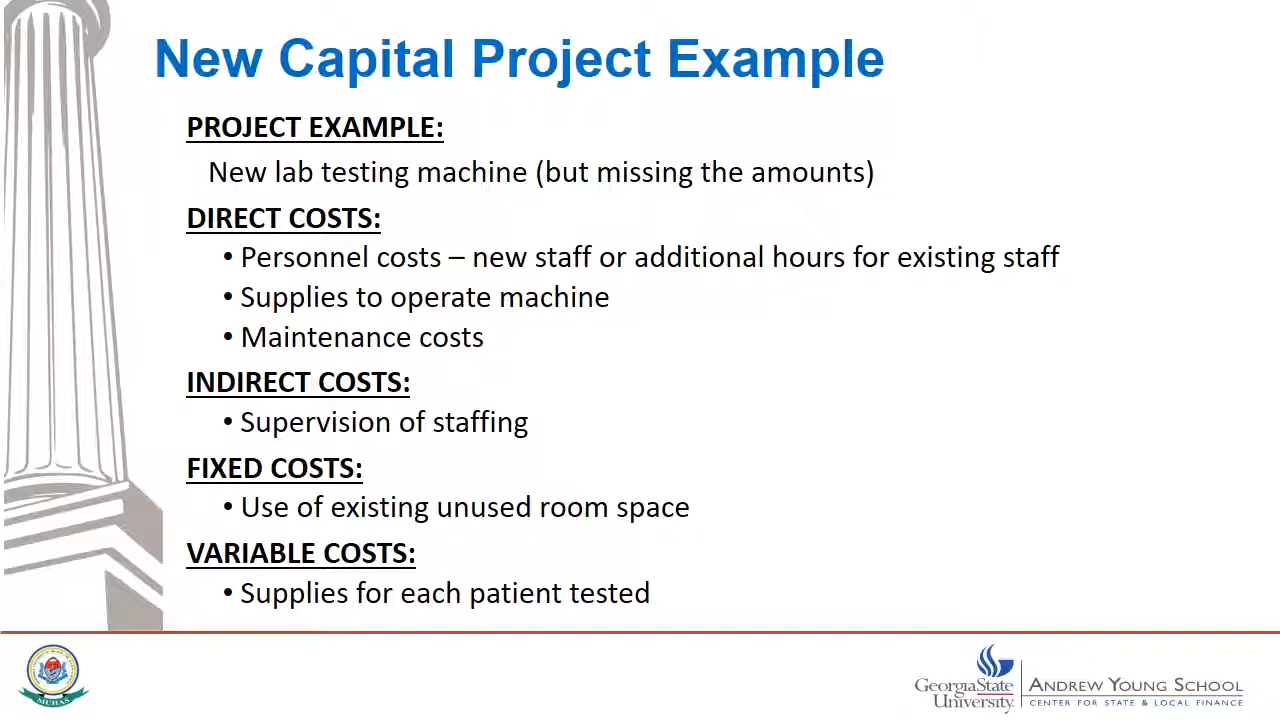 New Capital Project Example
PROJECT EXAMPLE:
New lab testing machine (but missing the amounts)
DIRECT COSTS:
• Personnel costs – new staff or additional hours for existing staff
• Supplies to operate machine
• Maintenance costs
INDIRECT COSTS:
• Supervision of staffing
FIXED COSTS:
• Use of existing unused room space
VARIABLE COSTS:
• Supplies for each patient tested
MUHAS
GeorgiaState
University
ANDREW YOUNG SCHOOL
CENTER FOR STATE & LOCAL FINANCE